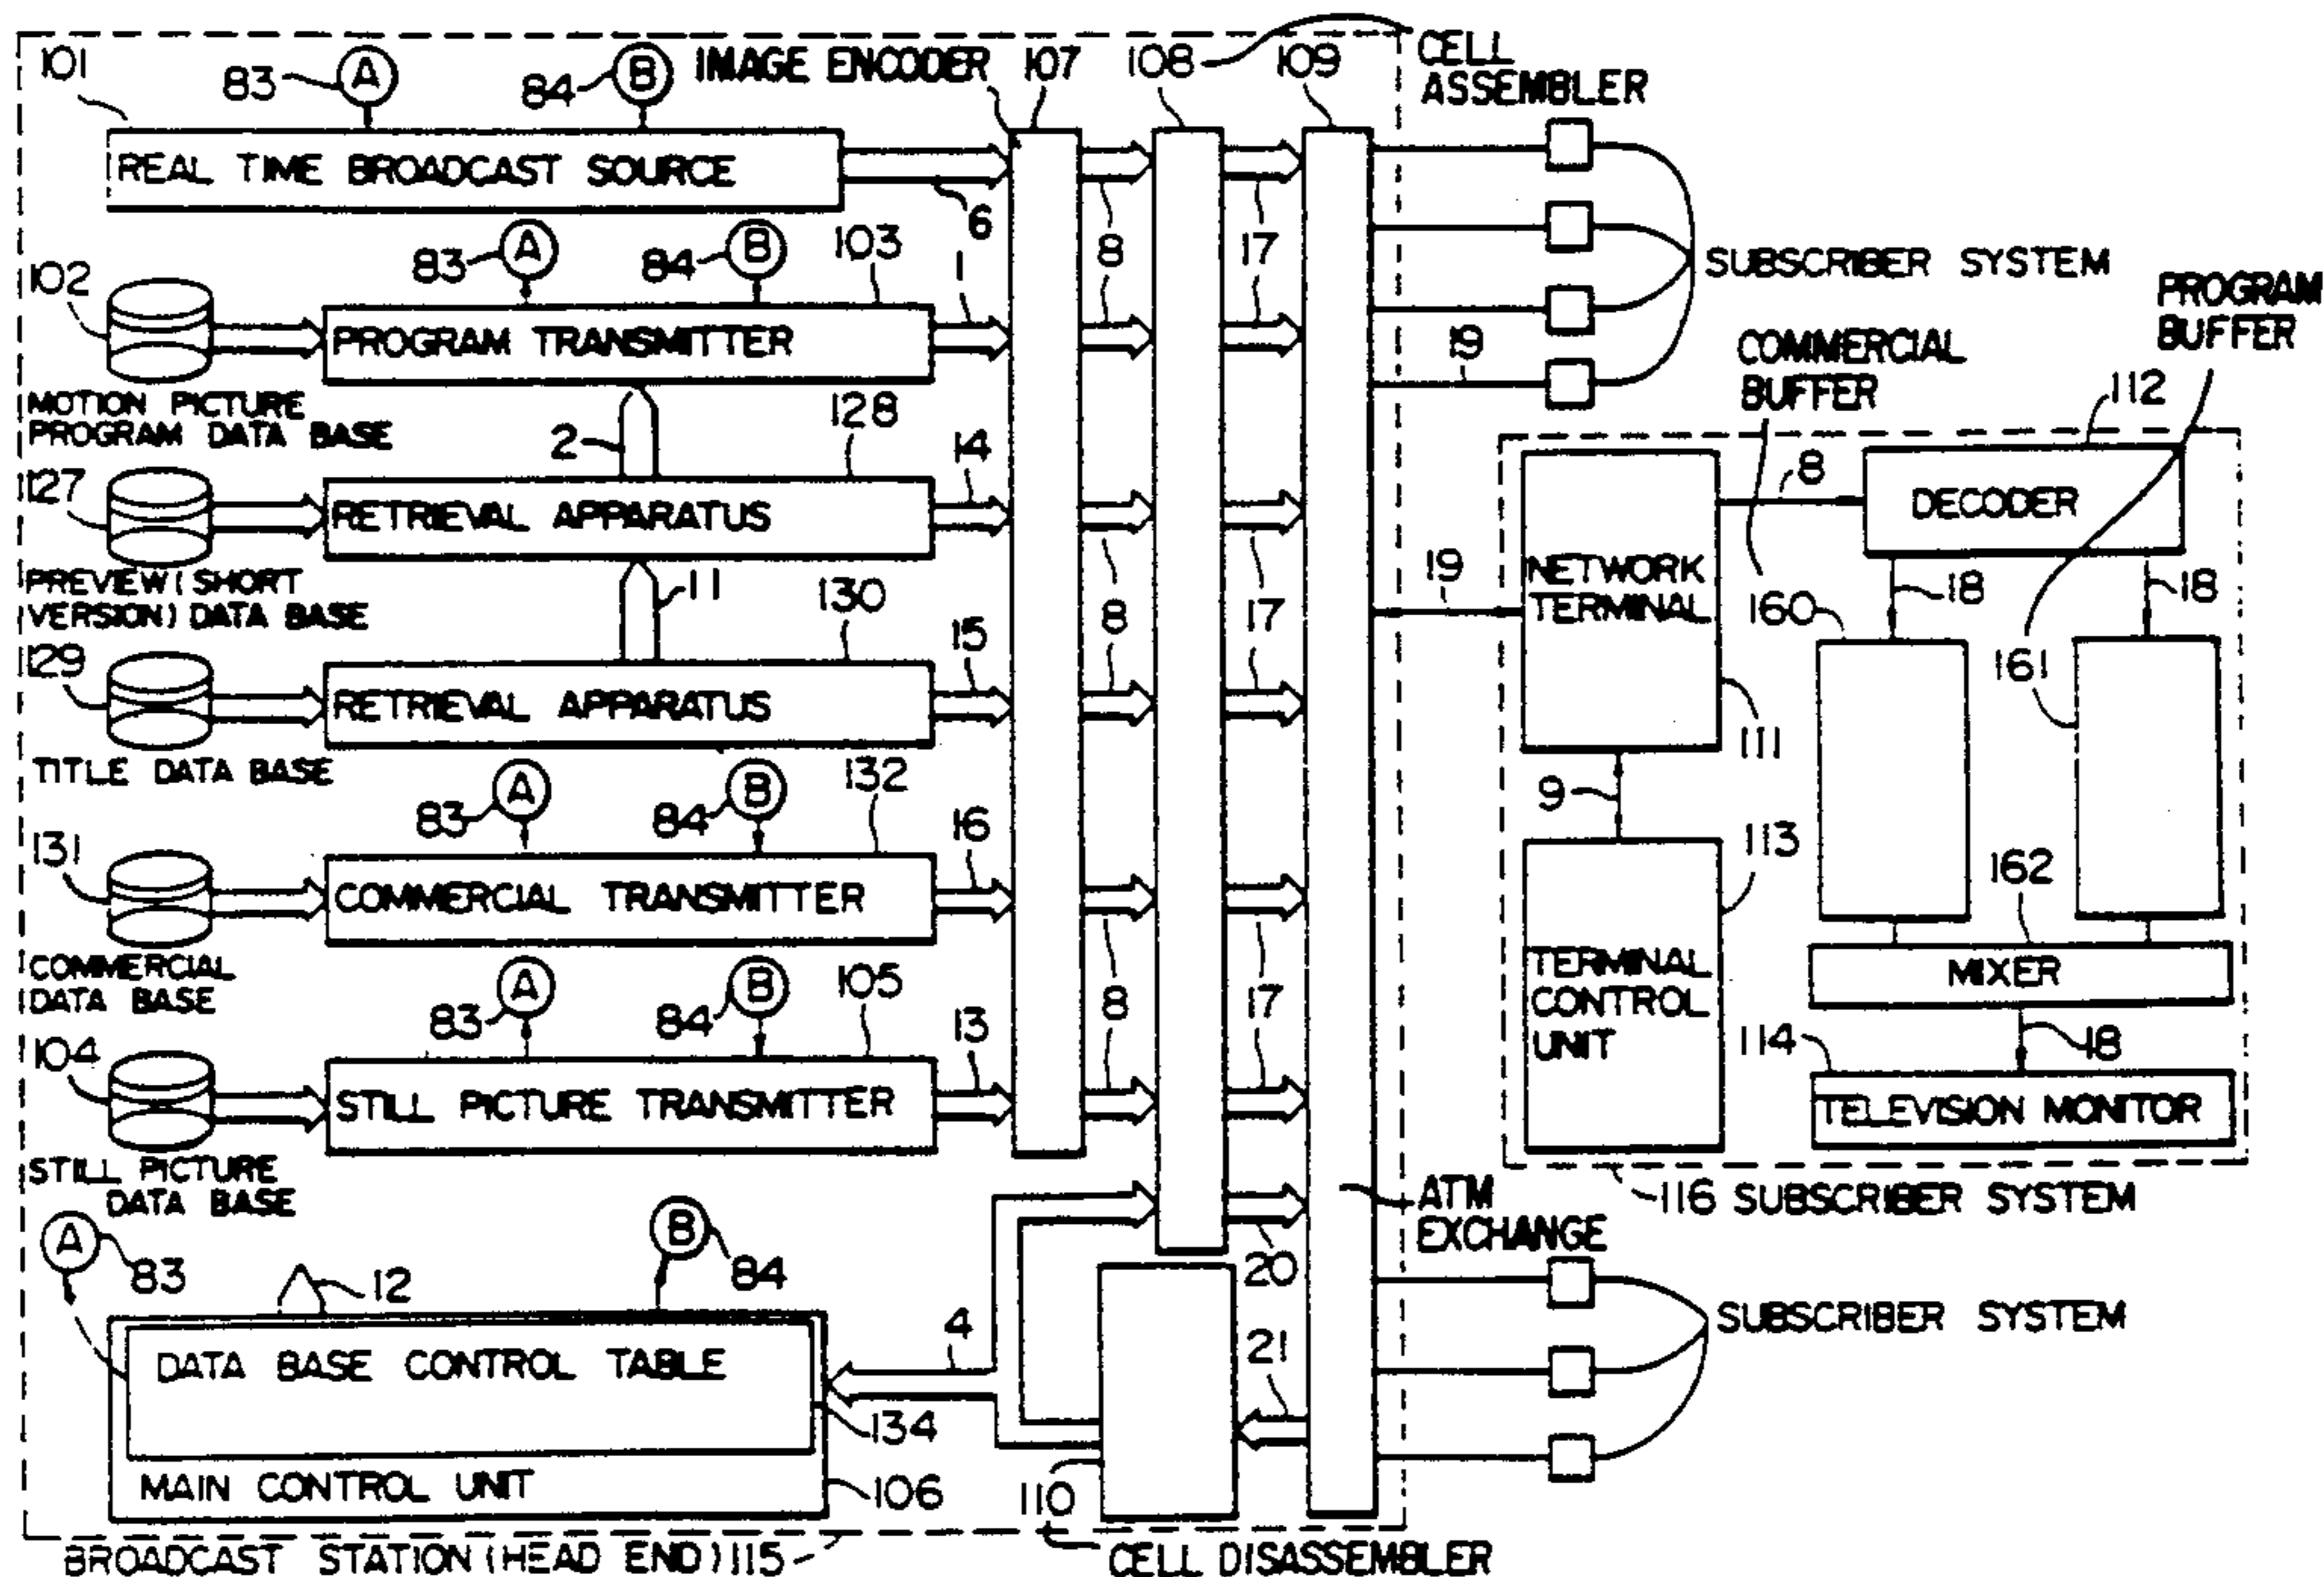 101
83
A
84
B
IMAGE ENCODER
107
108
109
CELL
ASSEMBLER
REAL TIME BROADCAST SOURCE
6
8
17
SUBSCRIBER SYSTEM
102
83
A
84
B
103
1
PROGRAM TRANSMITTER
8
17
19
MOTION PICTURE
PROGRAM DATA BASE
2
128
14
COMMERCIAL
BUFFER
PROGRAM
BUFFER
112
127
RETRIEVAL APPARATUS
8
17
8
DECODER
PREVIEW (SHORT
VERSION) DATA BASE
11
130
15
19
NETWORK
TERMINAL
160
18
18
161
129
RETRIEVAL APPARATUS
8
17
111
TITLE DATA BASE
83
A
84
B
132
16
9
113
131
COMMERCIAL TRANSMITTER
8
17
162
MIXER
COMMERCIAL
DATA BASE
83
A
84
B
105
13
TERMINAL
CONTROL
UNIT
114
18
104
STILL PICTURE TRANSMITTER
TELEVISION MONITOR
STILL PICTURE
DATA BASE
116 SUBSCRIBER SYSTEM
ATM
EXCHANGE
A
83
12
B
84
20
4
21
SUBSCRIBER SYSTEM
DATA BASE CONTROL TABLE
134
MAIN CONTROL UNIT
106
110
BROADCAST STATION (HEAD END) 115
CELL DISASSEMBLER